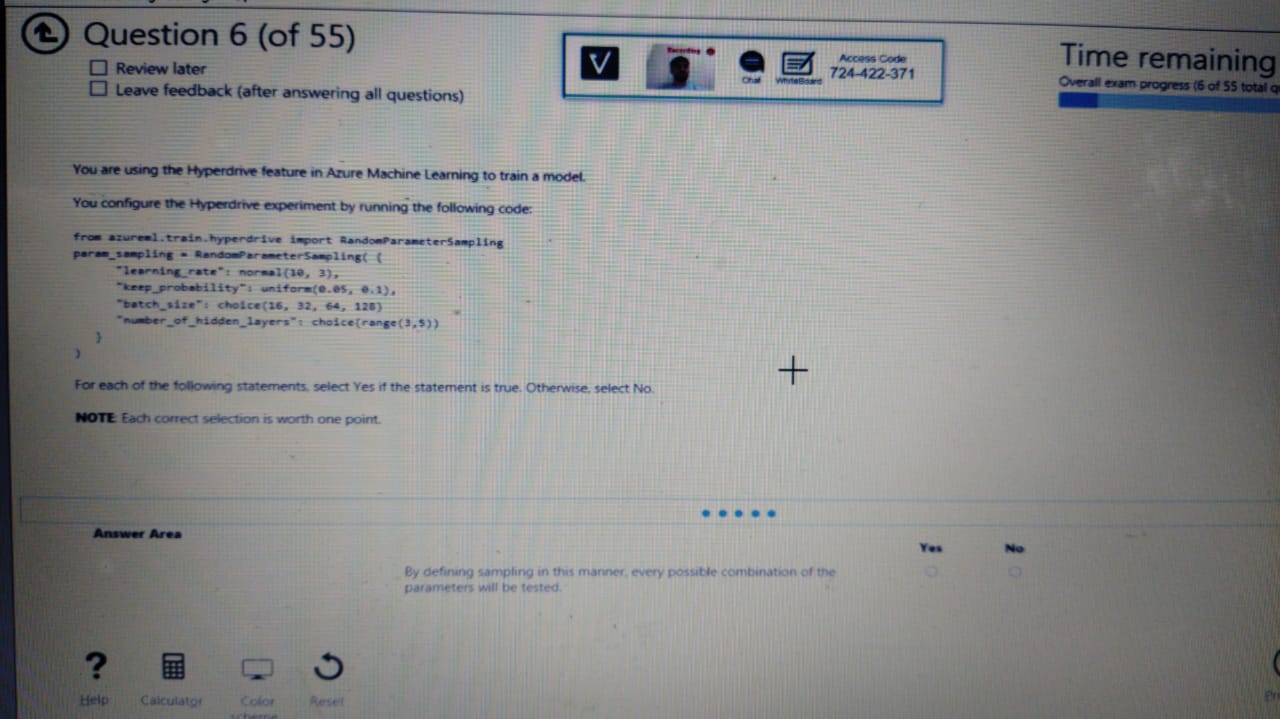 Question 6 (of 55)
Review later
Leave feedback (after answering all questions)
Recording
Chat
WhiteBoard
Access Code
724-422-371
Time remaining
Overall exam progress (6 of 55 total q
You are using the Hyperdrive feature in Azure Machine Learning to train a model.
You configure the Hyperdrive experiment by running the following code:
from azureml.train.hyperdrive import RandomParameterSampling
param_sampling = RandomParameterSampling( {
"learning_rate": normal(10, 3),
"keep_probability": uniform(0.05, 0.1),
"batch_size": choice(16, 32, 64, 128)
"number_of_hidden_layers": choice(range(3,5))
}
)
For each of the following statements, select Yes if the statement is true. Otherwise, select No.
NOTE: Each correct selection is worth one point.
Answer Area
Yes
No
By defining sampling in this manner, every possible combination of the
parameters will be tested.
?
Help
Calculator
Color
scheme
Reset